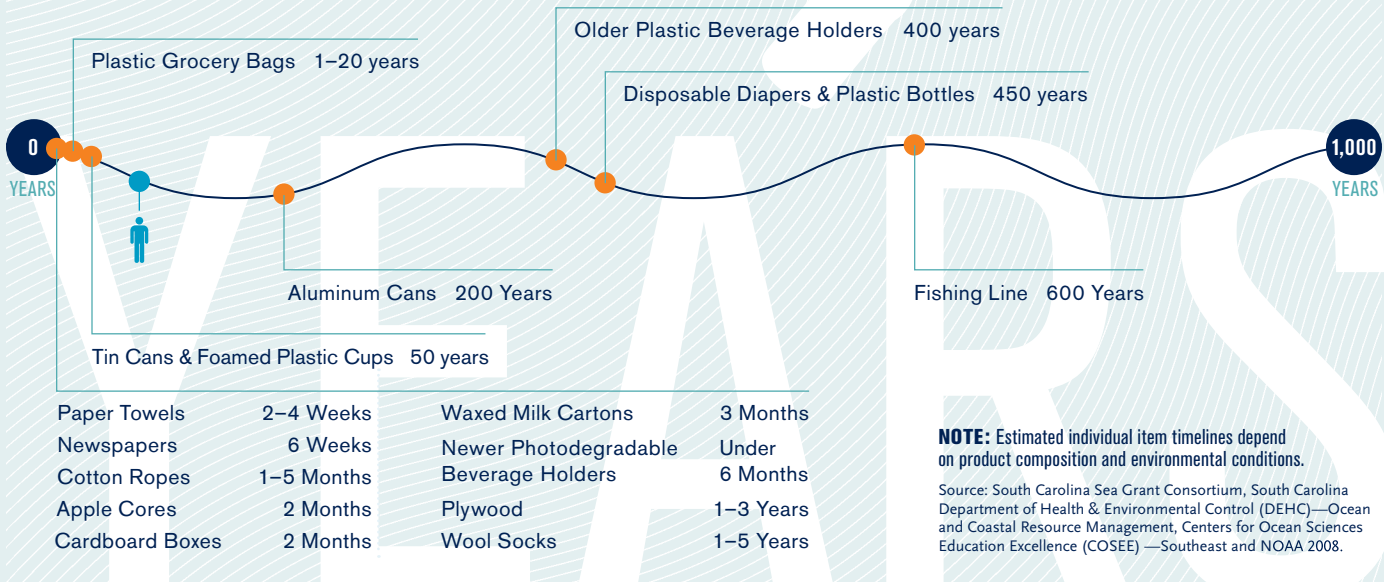 Older Plastic Beverage Holders 400 years
Plastic Grocery Bags 1–20 years
Disposable Diapers & Plastic Bottles 450 years
0
YEARS
1,000
YEARS
Aluminum Cans 200 Years
Fishing Line 600 Years
Tin Cans & Foamed Plastic Cups 50 years
Paper Towels 2–4 Weeks
Newspapers 6 Weeks
Cotton Ropes 1–5 Months
Apple Cores 2 Months
Cardboard Boxes 2 Months
Waxed Milk Cartons 3 Months
Newer Photodegradable Under
Beverage Holders 6 Months
Plywood 1–3 Years
Wool Socks 1–5 Years
NOTE: Estimated individual item timelines depend
on product composition and environmental conditions.
Source: South Carolina Sea Grant Consortium, South Carolina
Department of Health & Environmental Control (DEHC)—Ocean
and Coastal Resource Management, Centers for Ocean Sciences
Education Excellence (COSEE) —Southeast and NOAA 2008.
YEARS